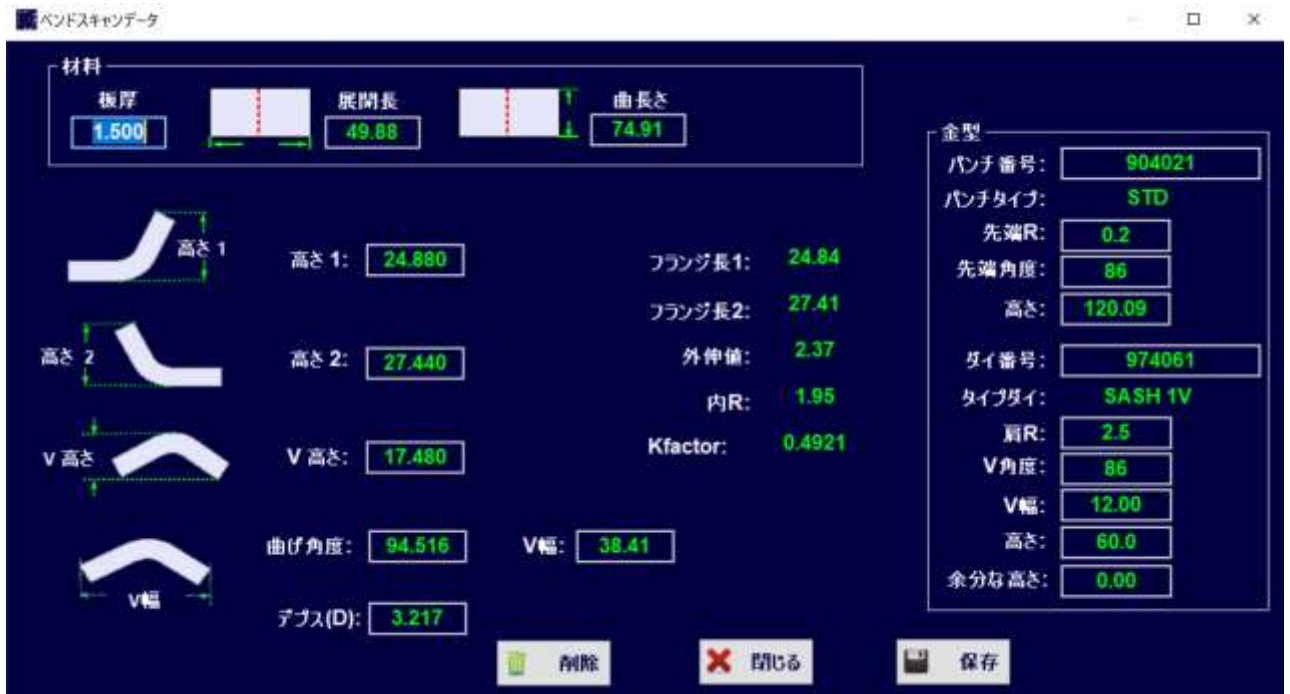 ベンドスキャンデータ
材料
板厚 展開長 曲長さ
1.500 49.88 74.91
高さ 1
高さ 1: 24.880
高さ 2
高さ 2: 27.440
V 高さ
V 高さ: 17.480
曲げ角度: 94.516 V幅: 38.41
V幅
デプス(D): 3.217
フランジ長1: 24.84
フランジ長2: 27.41
外伸値: 2.37
内R: 1.95
Kfactor: 0.4921
金型
パンチ番号: 904021
パンチタイプ: STD
先端R: 0.2
先端角度: 86
高さ: 120.09
ダイ番号: 974061
タイプダイ: SASH 1V
肩R: 2.5
V角度: 86
V幅: 12.00
高さ: 60.0
余分な高さ: 0.00
削除 閉じる 保存